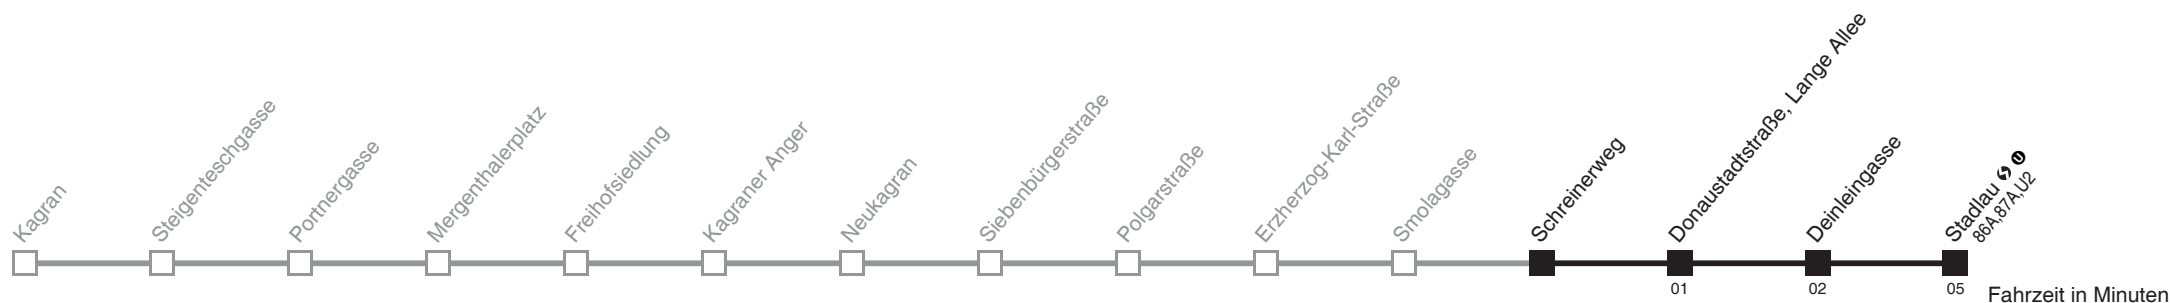 Kagran
Steigenteschgasse
Portnergasse
Mergenthalerplatz
Freihofsiedlung
Kagraner Anger
Neukagran
Siebenbürgerstraße
Polgarstraße
Erzherzog-Karl-Straße
Smolagasse
Schreinerweg
Donaustadtstraße, Lange Allee
Deinleingasse
Stadlau S U
86A,87A,U2
01
02
05
Fahrzeit in Minuten